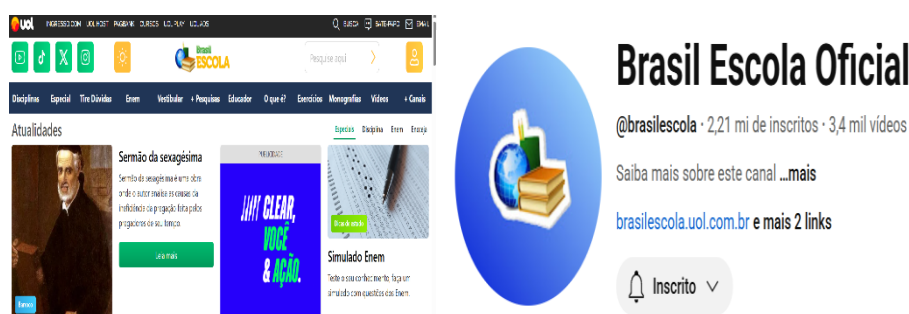 UOL
INGRESSO.COM UOL HOST PAGBANK CURSOS UOL PLAY UOL ADS
BUSCA BATE-PAPO EMAIL
Brasil
ESCOLA
Pesquise aqui
Disciplinas Especial Tire Dúvidas Enem Vestibular + Pesquisas Educador O que é? Exercícios Monografias Vídeos + Canais
Atualidades
Especiais Disciplina Enem Encceja
Sermão da sexagésima
Sermão da sexagésima é uma obra
onde o autor analisa as causas da
ineficiência da pregação feita pelos
pregadores de seu tempo.
Leia mais
Barroco
PUBLICIDADE
CLEAR,
VOCÊ
& AÇÃO.
Dicas de estudo
Simulado Enem
Teste o seu conhecimento, faça um
simulado com questões do Enem.
Brasil Escola Oficial
@brasilescola · 2,21 mi de inscritos · 3,4 mil vídeos
Saiba mais sobre este canal ...mais
brasilescola.uol.com.br e mais 2 links
Inscrito